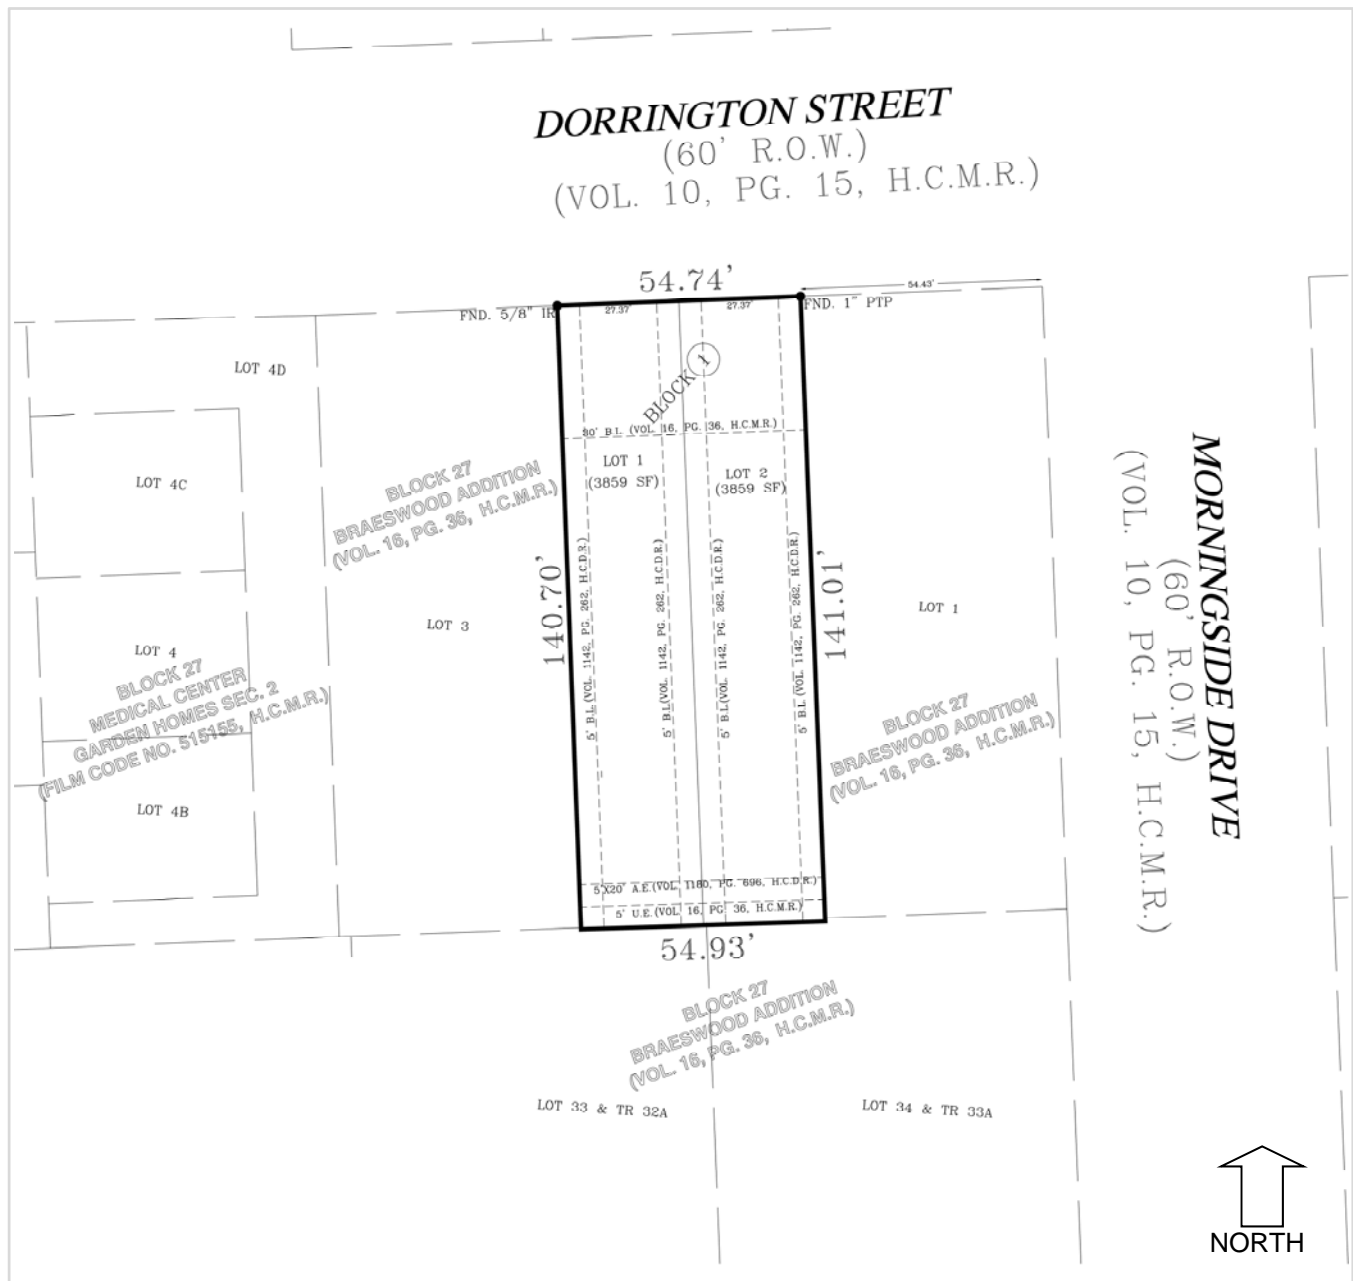 DORRINGTON STREET
(60' R.O.W.)
(VOL. 10, PG. 15, H.C.M.R.)
54.74'
54.43'
FND. 5/8" IR
27.37'
27.37'
FND. 1" PTP
LOT 4D
BLOCK 1
30' B.L. (VOL. 16, PG. 36, H.C.M.R.)
LOT 1
(3859 SF)
LOT 2
(3859 SF)
LOT 4C
BLOCK 27
BRAESWOOD ADDITION
(VOL. 16, PG. 36, H.C.M.R.)
MORNINGSIDE DRIVE
(60' R.O.W.)
(VOL. 10, PG. 15, H.C.M.R.)
140.70'
5' B.L (VOL. 1142, PG. 262, H.C.D.R.)
5' B.L(VOL. 1142, PG. 262, H.C.D.R.)
5' B.L(VOL. 1142, PG. 262, H.C.D.R.)
5' B.L (VOL. 1142, PG. 262, H.C.D.R.)
141.01'
LOT 3
LOT 1
LOT 4
BLOCK 27
MEDICAL CENTER
GARDEN HOMES SEC. 2
(FILM CODE NO. 515155, H.C.M.R.)
BLOCK 27
BRAESWOOD ADDITION
(VOL. 16, PG. 36, H.C.M.R.)
LOT 4B
5'X20' A.E.(VOL. 1180, PG. 696, H.C.D.R.)
5' U.E.(VOL. 16, PG. 36, H.C.M.R.)
54.93'
BLOCK 27
BRAESWOOD ADDITION
(VOL. 16, PG. 36, H.C.M.R.)
LOT 33 & TR 32A
LOT 34 & TR 33A
NORTH